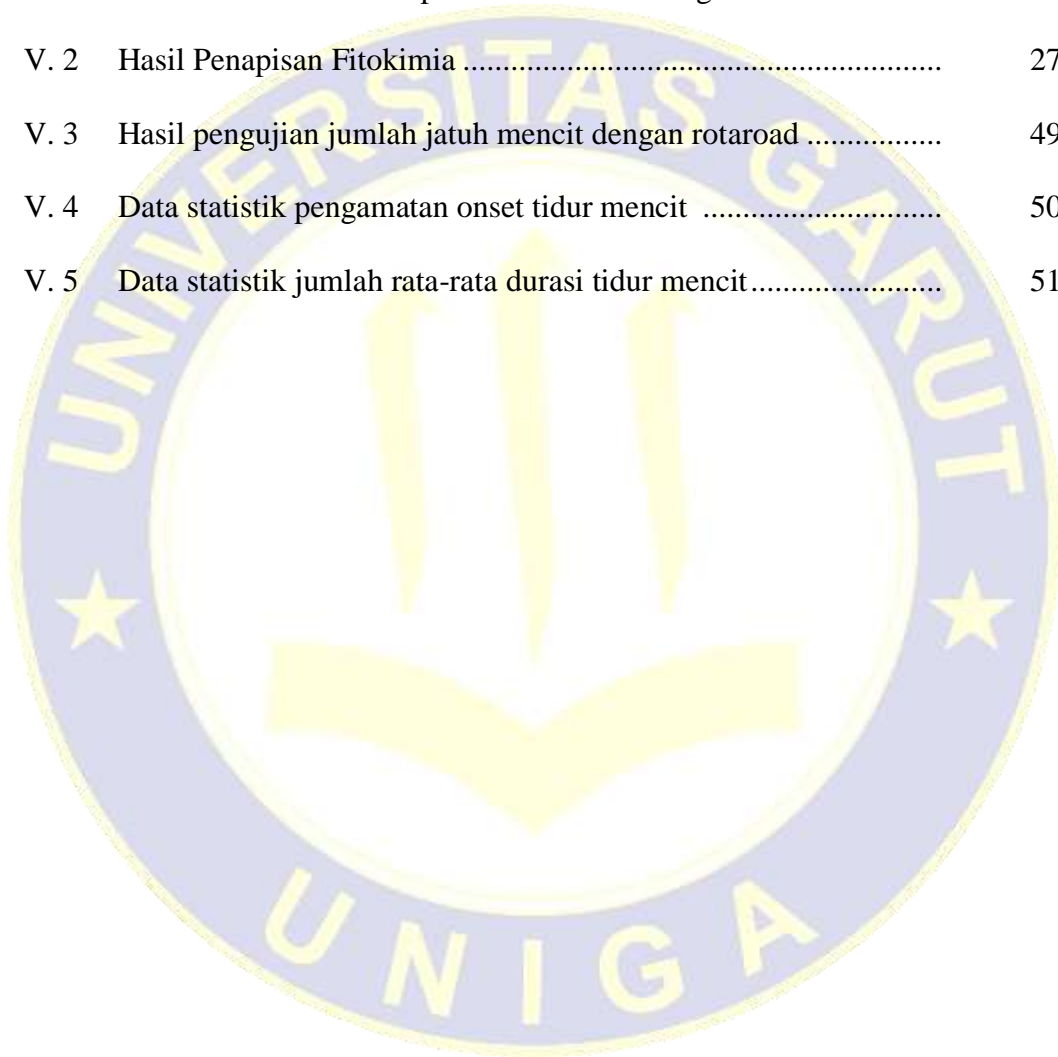 V. 2 Hasil Penapisan Fitokimia ............................................................ 27
V. 3 Hasil pengujian jumlah jatuh mencit dengan rotaroad ................. 49
V. 4 Data statistik pengamatan onset tidur mencit .............................. 50
V. 5 Data statistik jumlah rata-rata durasi tidur mencit ........................ 51
UNIVERSITAS GARUT
UNIGA